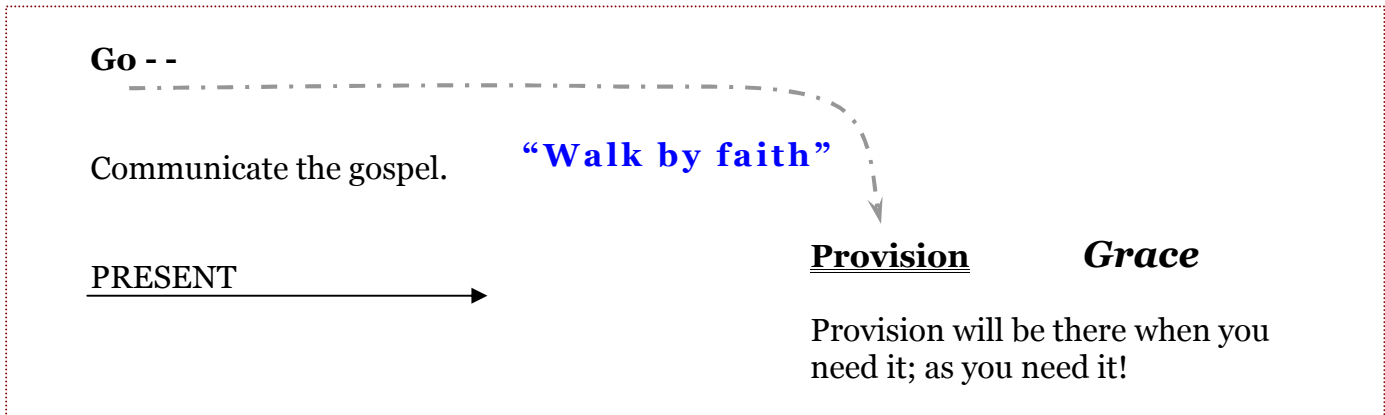 Go - -
Communicate the gospel.
“Walk by faith”
PRESENT
Provision
Grace
Provision will be there when you
need it; as you need it!